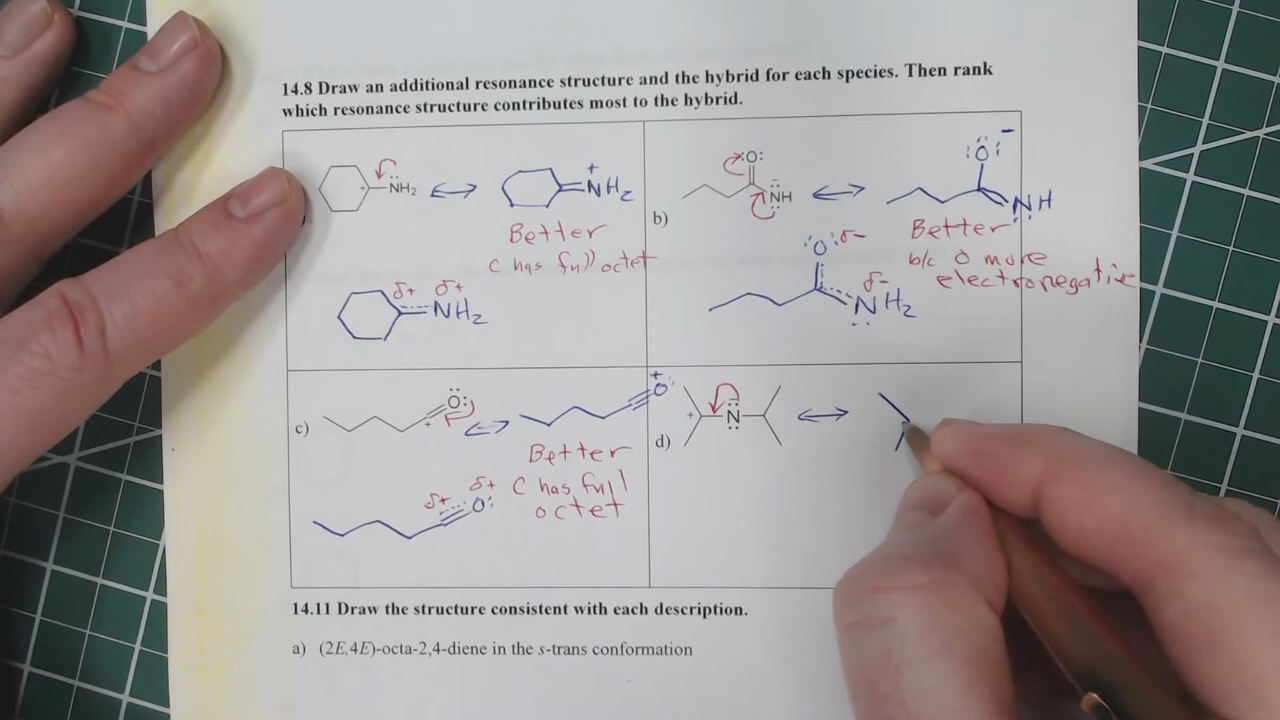 14.8 Draw an additional resonance structure and the hybrid for each species. Then rank
which resonance structure contributes most to the hybrid.
+
NH₂
+
NH₂
Better
C has full octet
δ+ δ+
NH₂
b)
:O:
−
NH
−
:O:
NH
Better
b/c O more
electronegative
:O: δ−
δ−
NH₂
c)
O:
+
+
O:
Better
C has full
octet
δ+ δ+
O:
d)
+
N
14.11 Draw the structure consistent with each description.
a) (2E,4E)-octa-2,4-diene in the s-trans conformation